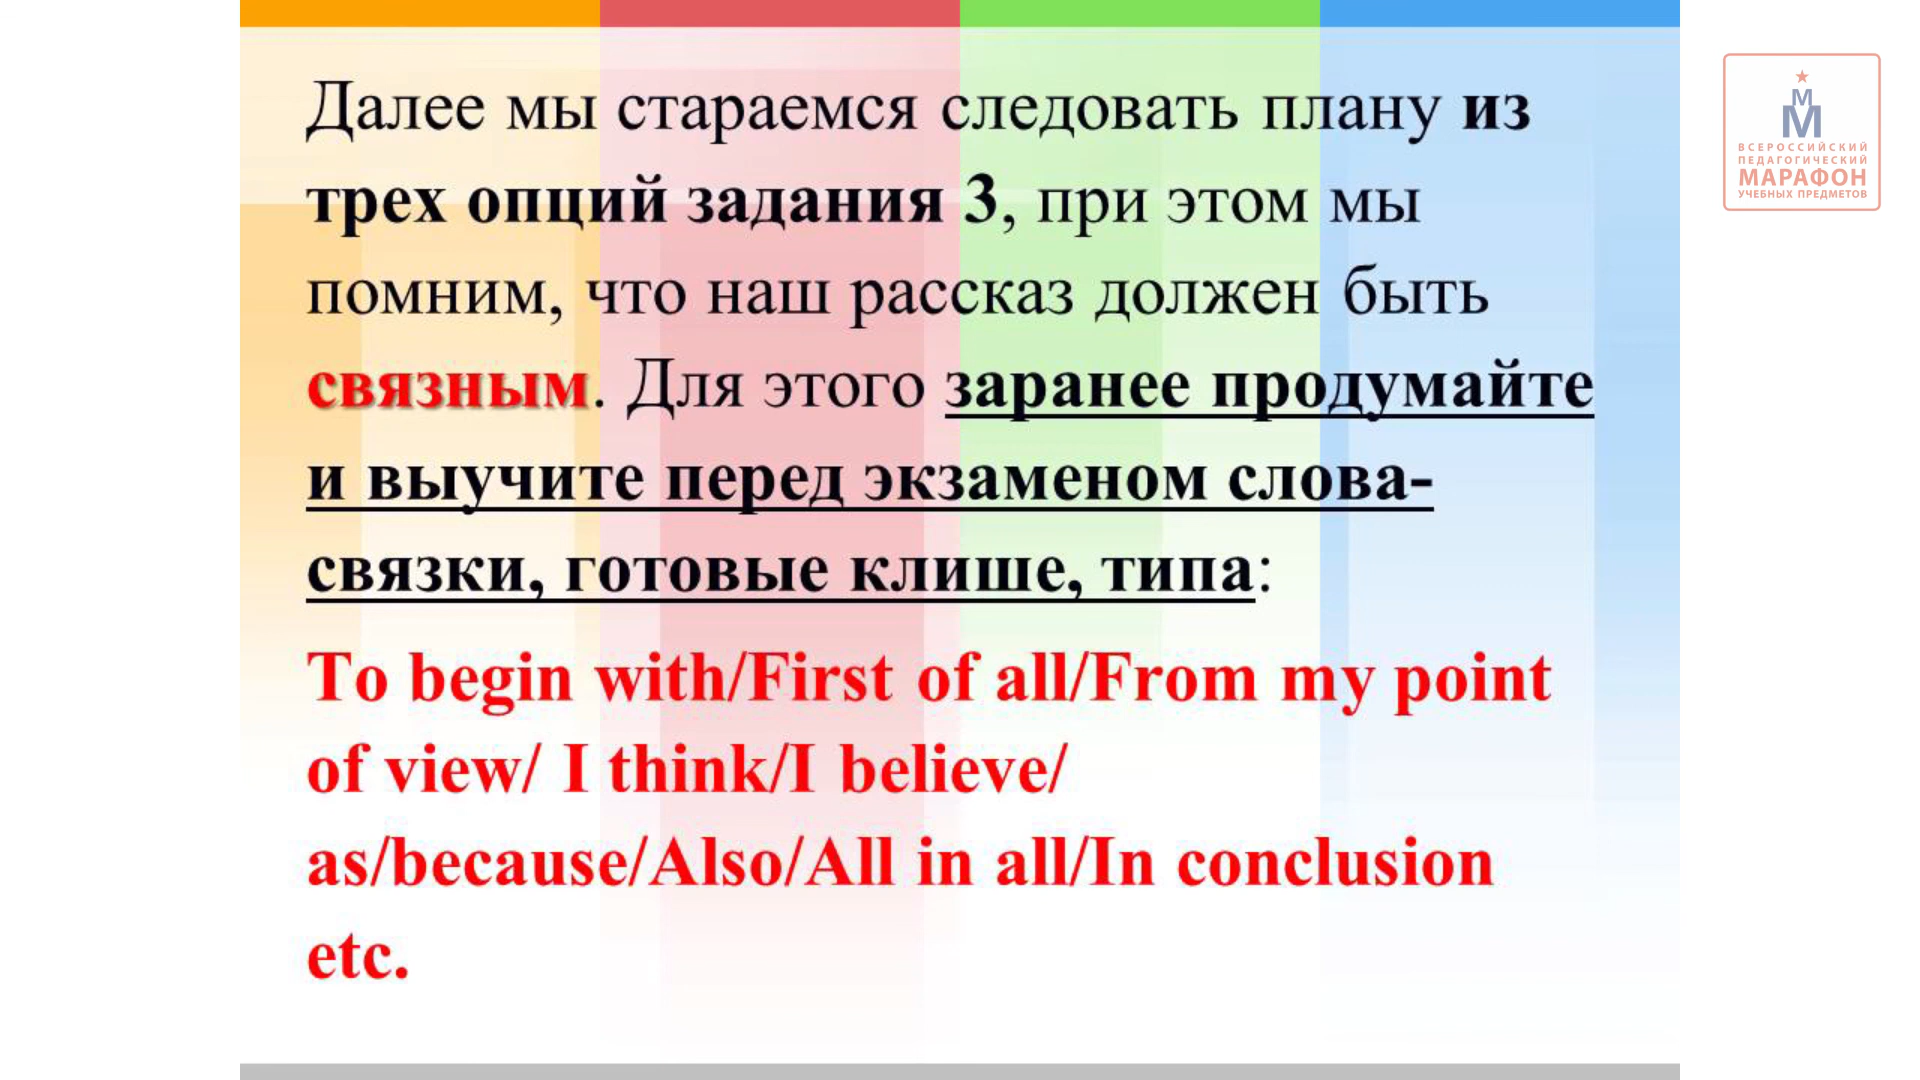 Далее мы стараемся следовать плану из
трех опций задания 3, при этом мы
помним, что наш рассказ должен быть
связным. Для этого заранее продумайте
и выучите перед экзаменом слова-
связки, готовые клише, типа:
To begin with/First of all/From my point
of view/ I think/I believe/
as/because/Also/All in all/In conclusion
etc.
М
М
ВСЕРОССИЙСКИЙ
ПЕДАГОГИЧЕСКИЙ
МАРАФОН
УЧЕБНЫХ ПРЕДМЕТОВ